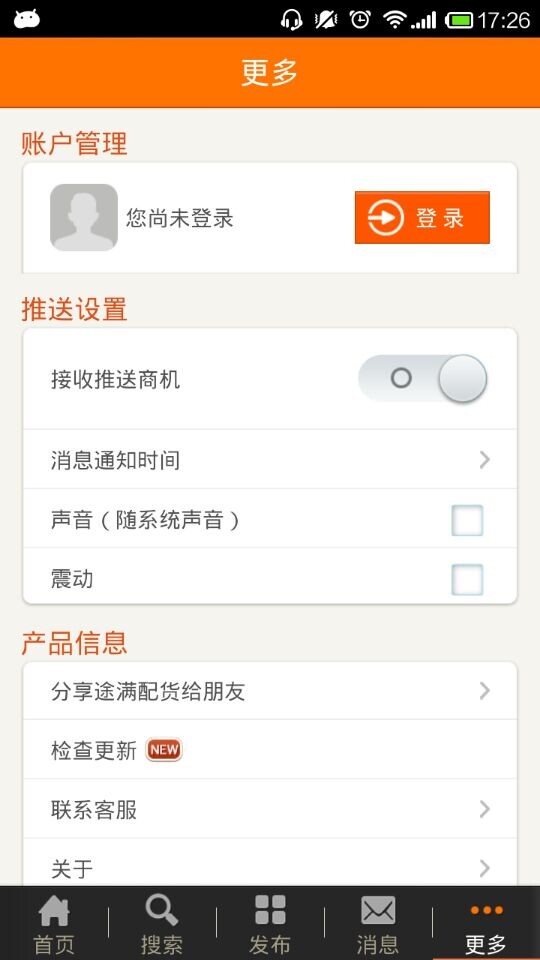 17:26
更多
账户管理
您尚未登录
登录
推送设置
接收推送商机
消息通知时间
声音（随系统声音）
震动
产品信息
分享途满配货给朋友
检查更新 NEW
联系客服
关于
首页
搜索
发布
消息
更多